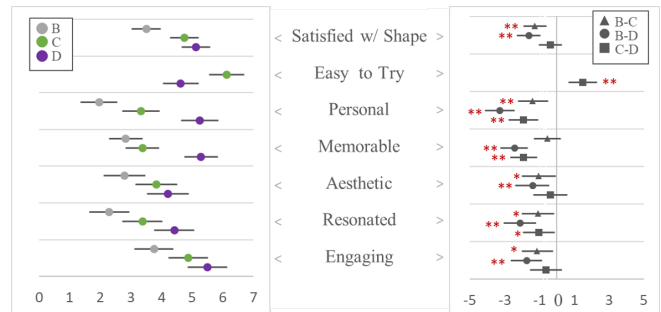 B
C
D
< Satisfied w/ Shape >
< Easy to Try >
< Personal >
< Memorable >
< Aesthetic >
< Resonated >
< Engaging >
0 1 2 3 4 5 6 7
B-C
B-D
C-D
**
**
**
**
**
**
**
**
*
**
*
**
*
*
**
-5 -3 -1 0 1 3 5